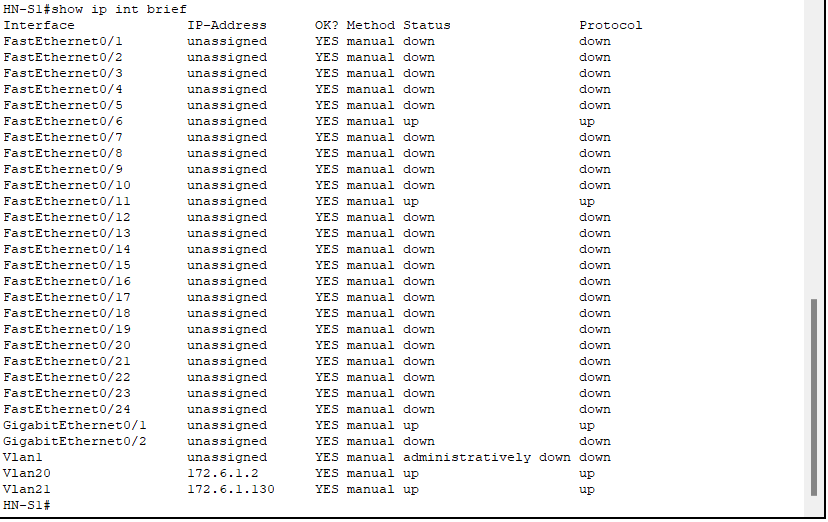 HN-S1#show ip int brief
Interface IP-Address OK? Method Status Protocol
FastEthernet0/1 unassigned YES manual down down
FastEthernet0/2 unassigned YES manual down down
FastEthernet0/3 unassigned YES manual down down
FastEthernet0/4 unassigned YES manual down down
FastEthernet0/5 unassigned YES manual down down
FastEthernet0/6 unassigned YES manual up up
FastEthernet0/7 unassigned YES manual down down
FastEthernet0/8 unassigned YES manual down down
FastEthernet0/9 unassigned YES manual down down
FastEthernet0/10 unassigned YES manual down down
FastEthernet0/11 unassigned YES manual up up
FastEthernet0/12 unassigned YES manual down down
FastEthernet0/13 unassigned YES manual down down
FastEthernet0/14 unassigned YES manual down down
FastEthernet0/15 unassigned YES manual down down
FastEthernet0/16 unassigned YES manual down down
FastEthernet0/17 unassigned YES manual down down
FastEthernet0/18 unassigned YES manual down down
FastEthernet0/19 unassigned YES manual down down
FastEthernet0/20 unassigned YES manual down down
FastEthernet0/21 unassigned YES manual down down
FastEthernet0/22 unassigned YES manual down down
FastEthernet0/23 unassigned YES manual down down
FastEthernet0/24 unassigned YES manual down down
GigabitEthernet0/1 unassigned YES manual up up
GigabitEthernet0/2 unassigned YES manual down down
Vlan1 unassigned YES manual administratively down down
Vlan20 172.6.1.2 YES manual up up
Vlan21 172.6.1.130 YES manual up up
HN-S1#